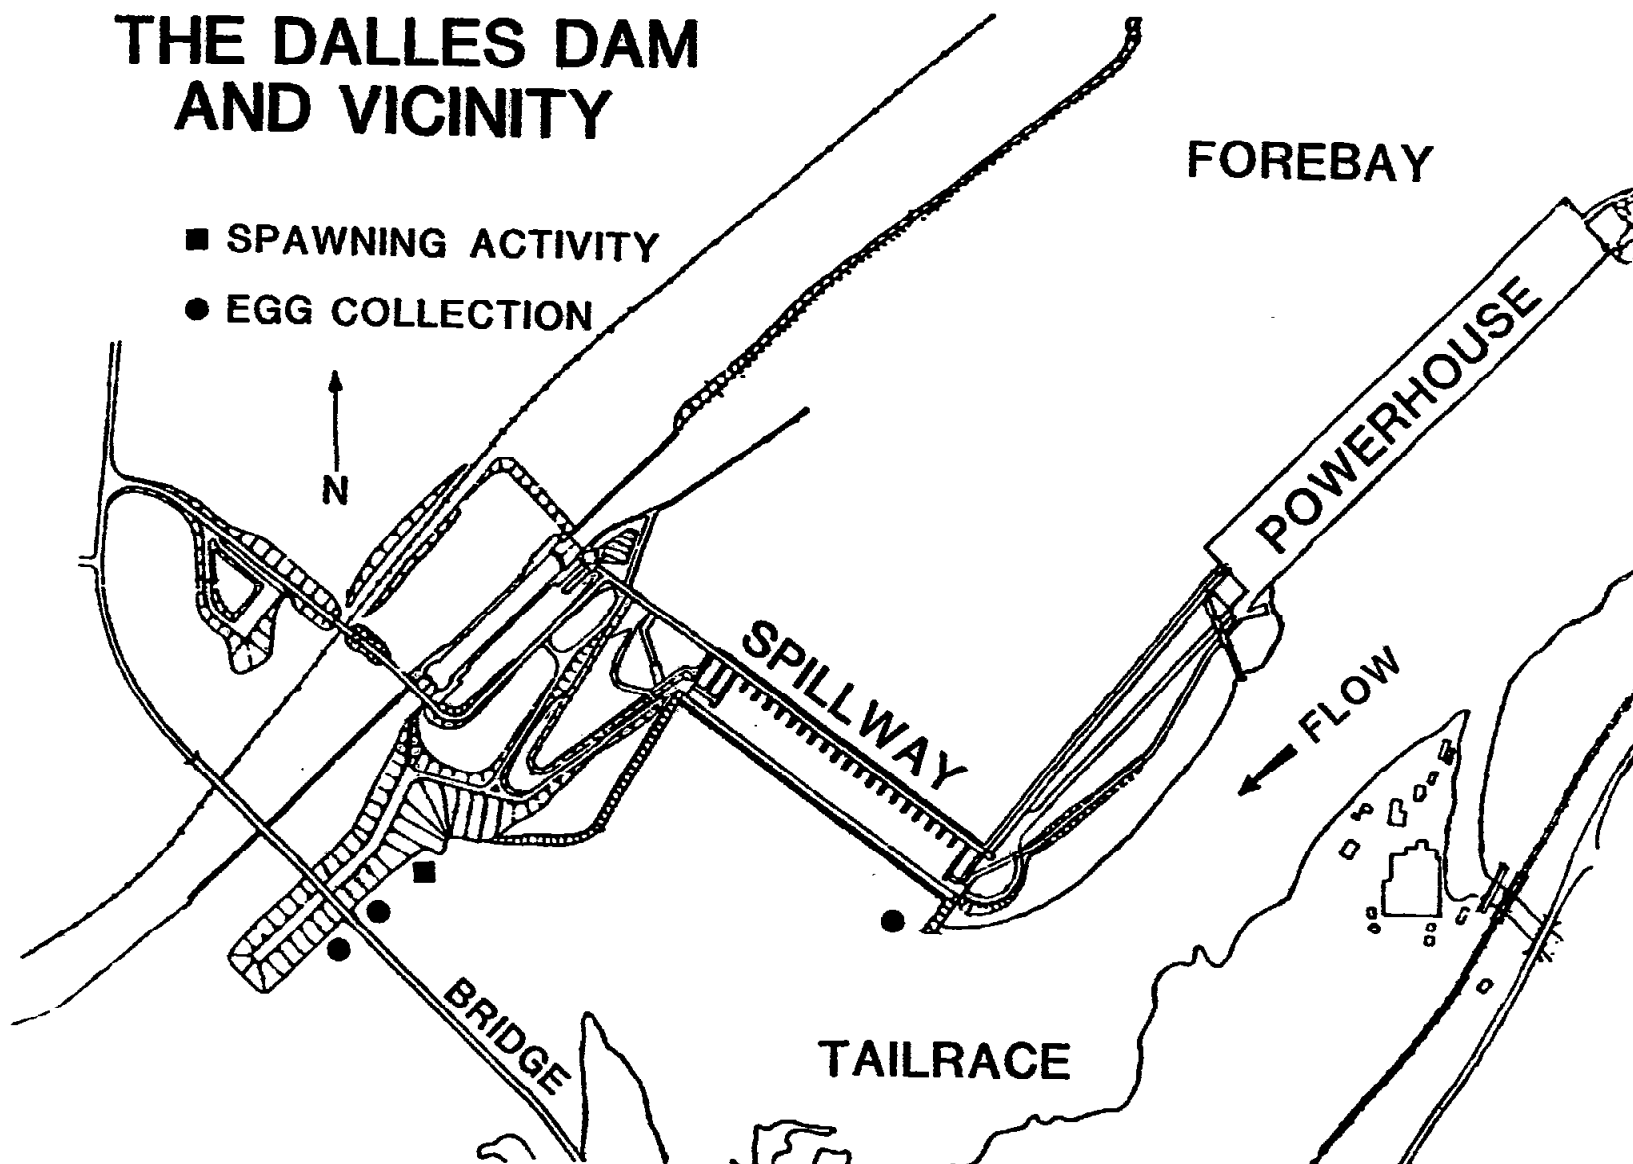 THE DALLES DAM
AND VICINITY
FOREBAY
SPAWNING ACTIVITY
EGG COLLECTION
POWERHOUSE
N
SPILLWAY
FLOW
BRIDGE
TAILRACE